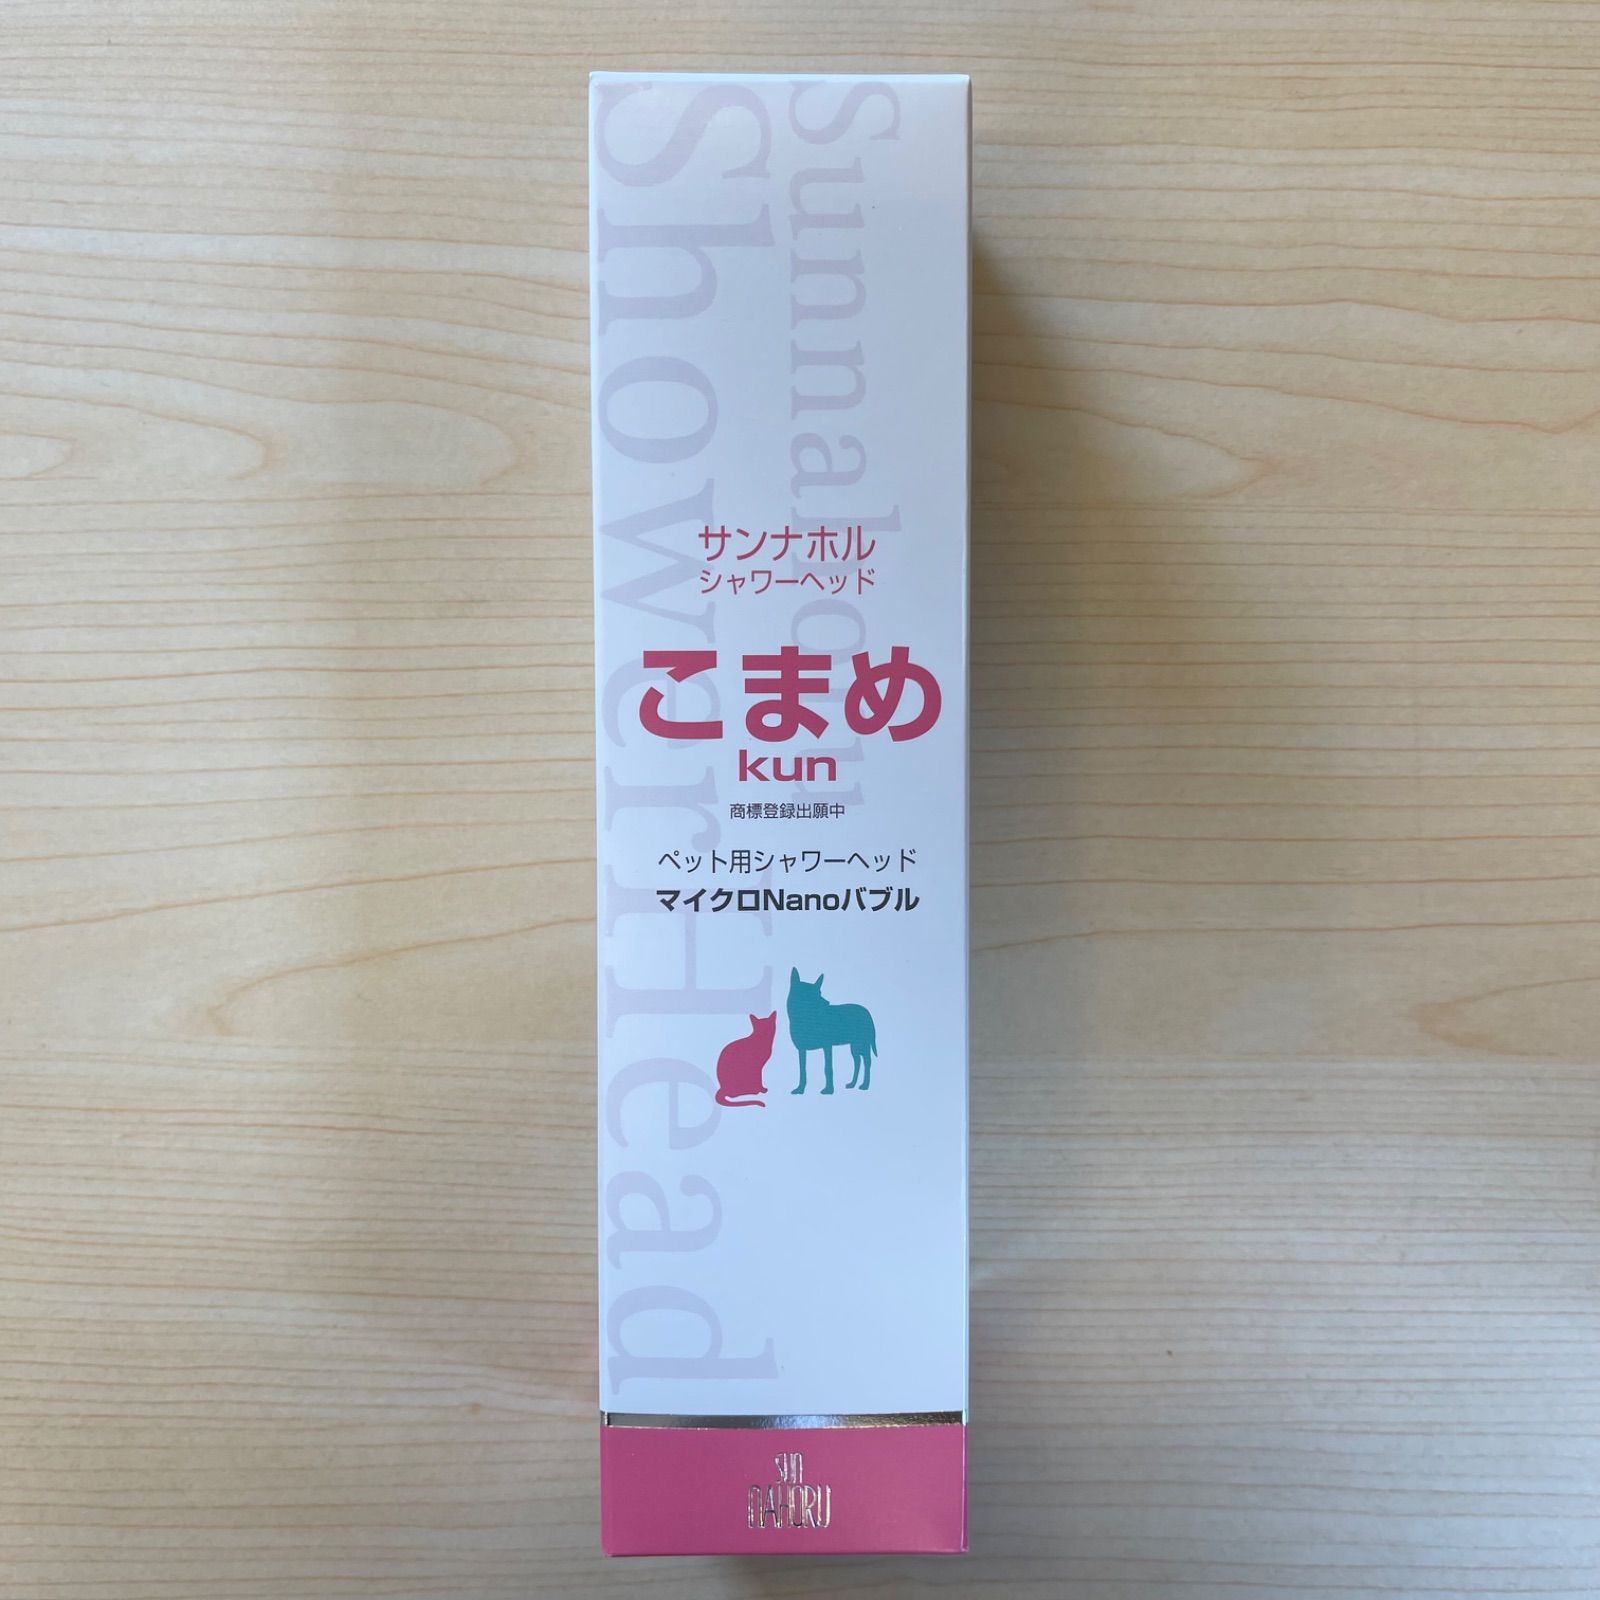 Sunnahoru
ShowerHead
サンナホル
シャワーヘッド
こまめ
kun
商標登録出願中
ペット用シャワーヘッド
マイクロNanoバブル
sun
NAHORU